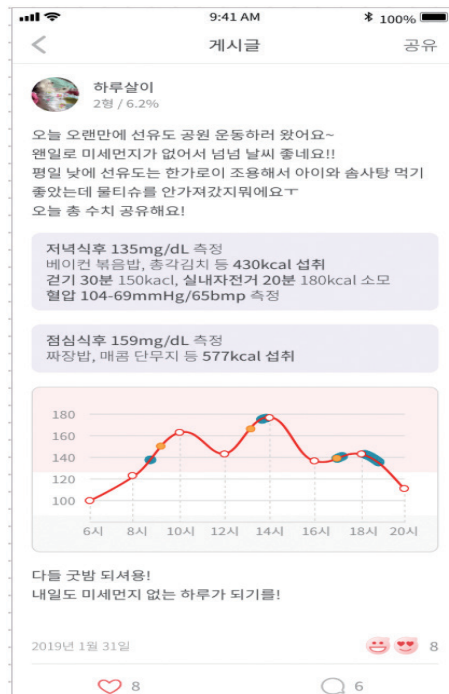 9:41 AM
100%
게시글
공유
하루살이
2형 / 6.2%
오늘 오랜만에 선유도 공원 운동하러 왔어요~
왠일로 미세먼지가 없어서 넘넘 날씨 좋네요!!
평일 낮에 선유도는 한가로이 조용해서 아이와 솜사탕 먹기
좋았는데 물티슈를 안가져갔지뭐에요ㅜ
오늘 총 수치 공유해요!
저녁식후 135mg/dL 측정
베이컨 볶음밥, 총각김치 등 430kcal 섭취
걷기 30분 150kacl, 실내자전거 20분 180kcal 소모
혈압 104-69mmHg/65bmp 측정
점심식후 159mg/dL 측정
짜장밥, 매콤 단무지 등 577kcal 섭취
180
160
140
120
100
6시 8시 10시 12시 14시 16시 18시 20시
다들 굿밤 되셔용!
내일도 미세먼지 없는 하루가 되기를!
2019년 1월 31일
8
8
6